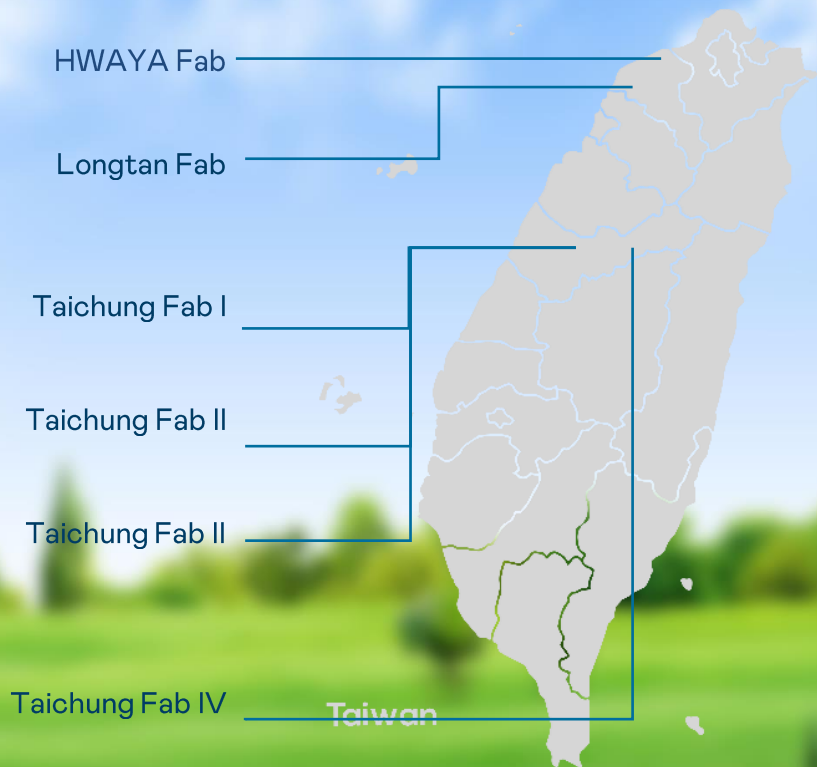 HWAYA Fab
Longtan Fab
Taichung Fab I
Taichung Fab II
Taichung Fab II
Taichung Fab IV
Taiwan